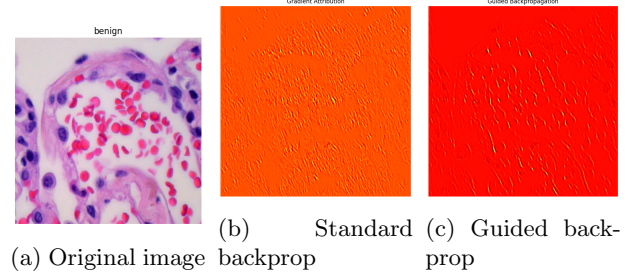 benign
Gradient Attribution
Guided Backpropagation
(a) Original image
(b) Standard
backprop
(c) Guided back-
prop